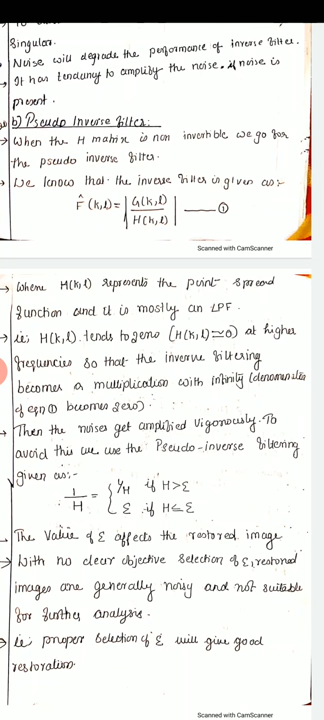 Singular.
→ Noise will degrade the performance of inverse filter.
→ It has tendency to amplify the noise. if noise is
present.
b) Pseudo Inverse filter:
→ When the H matrix is non invertible we go for
the pseudo inverse filter.
→ We know that the inverse filter is given as:-
F̂(k,l) = |G(k,l) / H(k,l)| —— ①
Scanned with CamScanner
→ Where H(k,l) represents the point spread
function and it is mostly an LPF.
→ ie; H(k,l) tends to zero (H(k,l) ≃ 0) at higher
frequencies so that the inverse filtering
becomes a multiplication with infinity (denominator
of eqn ① becomes zero).
→ Then the noises get amplified vigorously. To
avoid this we use the Pseudo-inverse filtering
given as:-
1/H = { 1/H if H>Ɛ
Ɛ if H≤Ɛ
→ The value of Ɛ affects the restored image
→ With no clear objective selection of Ɛ, restored
images are generally noisy and not suitable
for further analysis.
→ ie; proper selection of Ɛ will give good
restoration.
Scanned with CamScanner